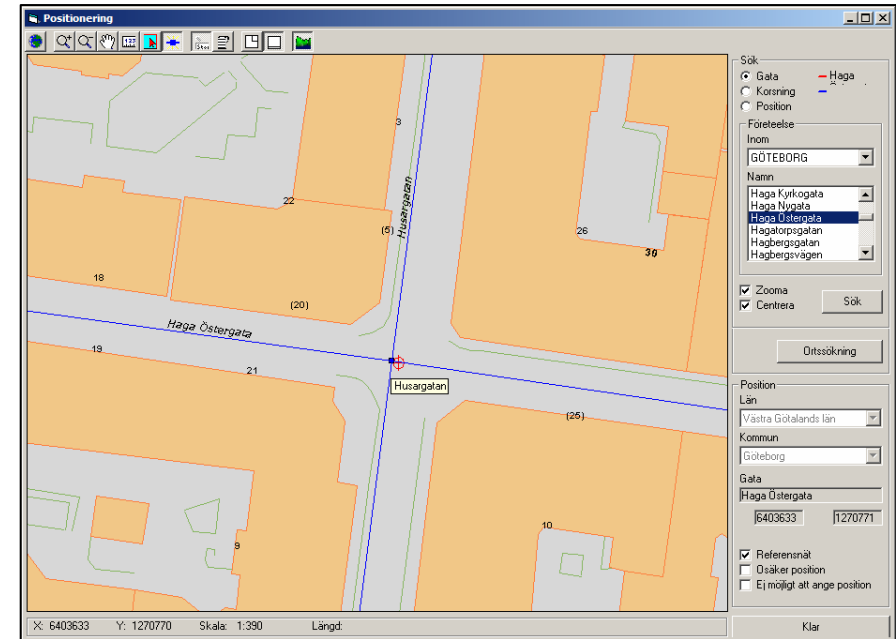 Positionering
123
Stac
3
Husargatan
22
(5)
26
30
18
(20)
Haga Östergata
19
21
Husargatan
(25)
10
9
Sök
Gata
Haga
Korsning
Position
Företeelse
Inom
GÖTEBORG
Namn
Haga Kyrkogata
Haga Nygata
Haga Östergata
Hagatorpsgatan
Hagbergsgatan
Hagbergsvägen
Zooma
Centrera
Sök
Ortssökning
Position
Län
Västra Götalands län
Kommun
Göteborg
Gata
Haga Östergata
6403633 1270771
Referensnät
Osäker position
Ej möjligt att ange position
X: 6403633 Y: 1270770 Skala: 1:390 Längd:
Klar